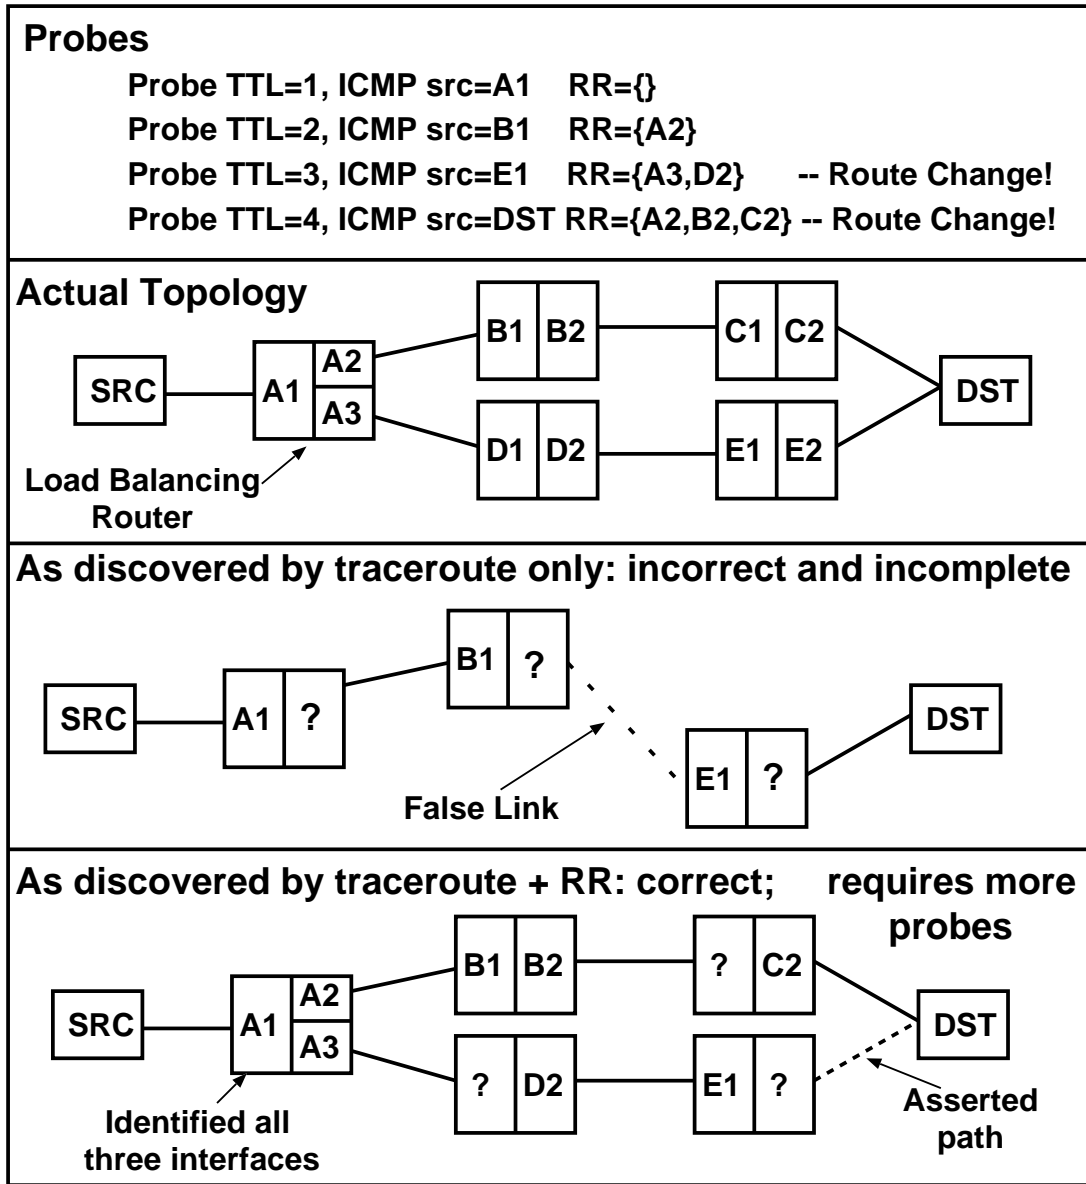 Probes
Probe TTL=1, ICMP src=A1 RR={}
Probe TTL=2, ICMP src=B1 RR={A2}
Probe TTL=3, ICMP src=E1 RR={A3,D2} -- Route Change!
Probe TTL=4, ICMP src=DST RR={A2,B2,C2} -- Route Change!
Actual Topology
B1 B2 C1 C2
SRC A1 A2 DST
A3
D1 D2 E1 E2
Load Balancing
Router
As discovered by traceroute only: incorrect and incomplete
B1 ?
SRC A1 ? DST
E1 ?
False Link
As discovered by traceroute + RR: correct; requires more
probes
B1 B2 ? C2
A2
SRC A1 DST
A3
? D2 E1 ?
Identified all
three interfaces
Asserted
path